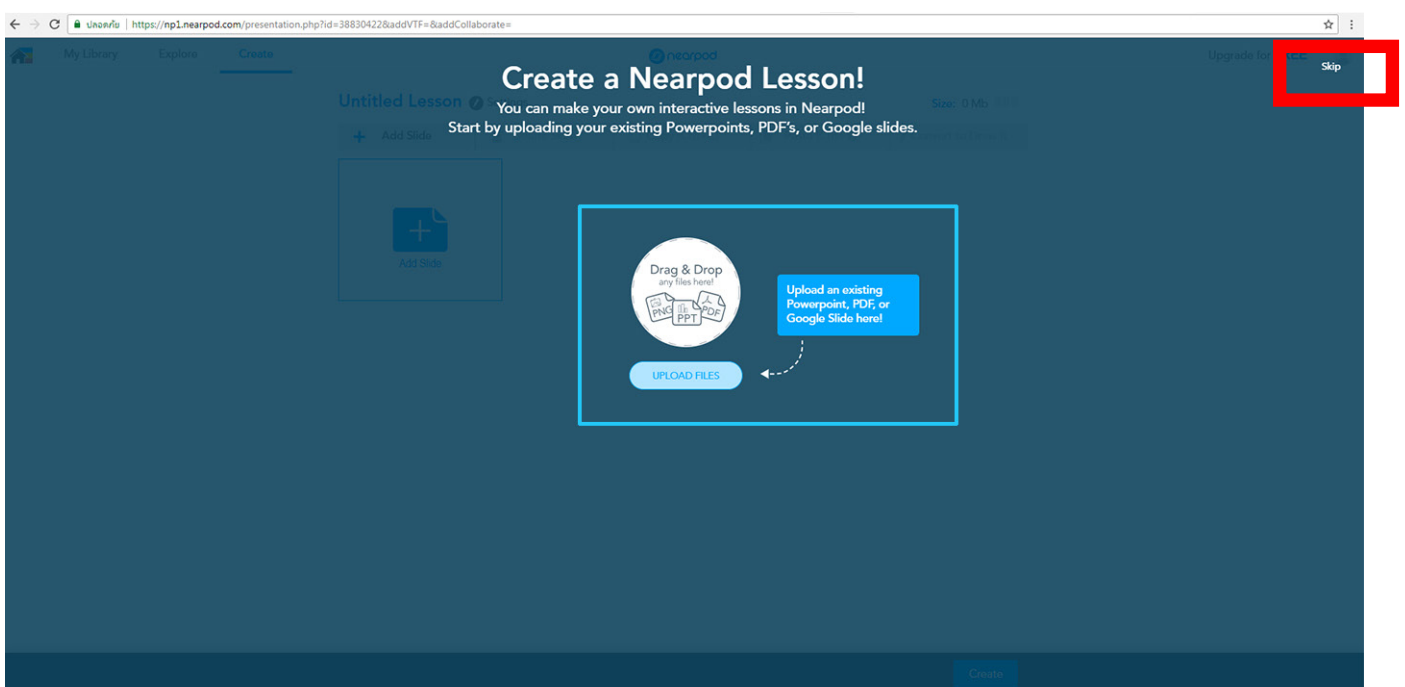 ปลอดภัย | https://np1.nearpod.com/presentation.php?id=38830422&addVTF=&addCollaborate=
My Library Explore Create nearpod Upgrade for
Skip
Create a Nearpod Lesson!
Untitled Lesson Size: 0 Mb
You can make your own interactive lessons in Nearpod!
Start by uploading your existing Powerpoints, PDF's, or Google slides.
+ Add Slide
Add Slide
Drag & Drop
any files here!
PNG PPT PDF
Upload an existing
Powerpoint, PDF, or
Google Slide here!
UPLOAD FILES
Create